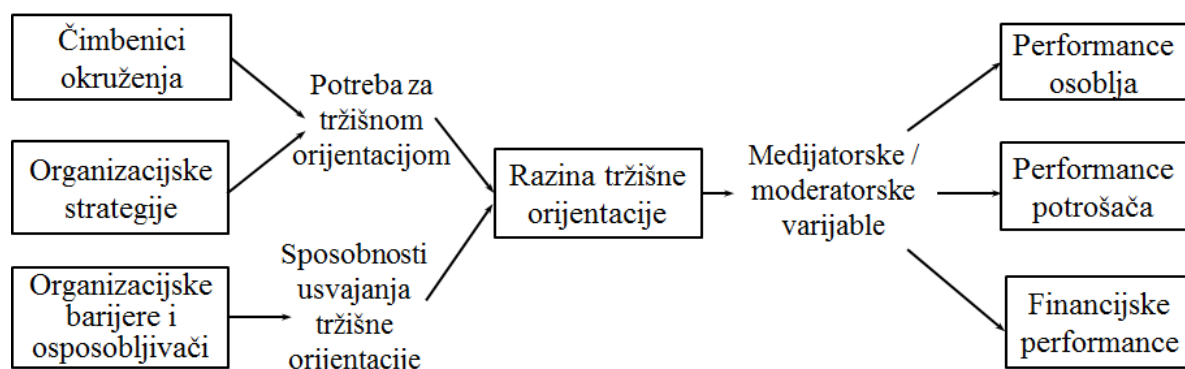 Čimbenici
okruženja
Organizacijske
strategije
Organizacijske
barijere i
osposobljivači
Potreba za
tržišnom
orijentacijom
Sposobnosti
usvajanja
tržišne
orijentacije
Razina tržišne
orijentacije
Medijatorske /
moderatorske
varijable
Performance
osoblja
Performance
potrošača
Financijske
performance